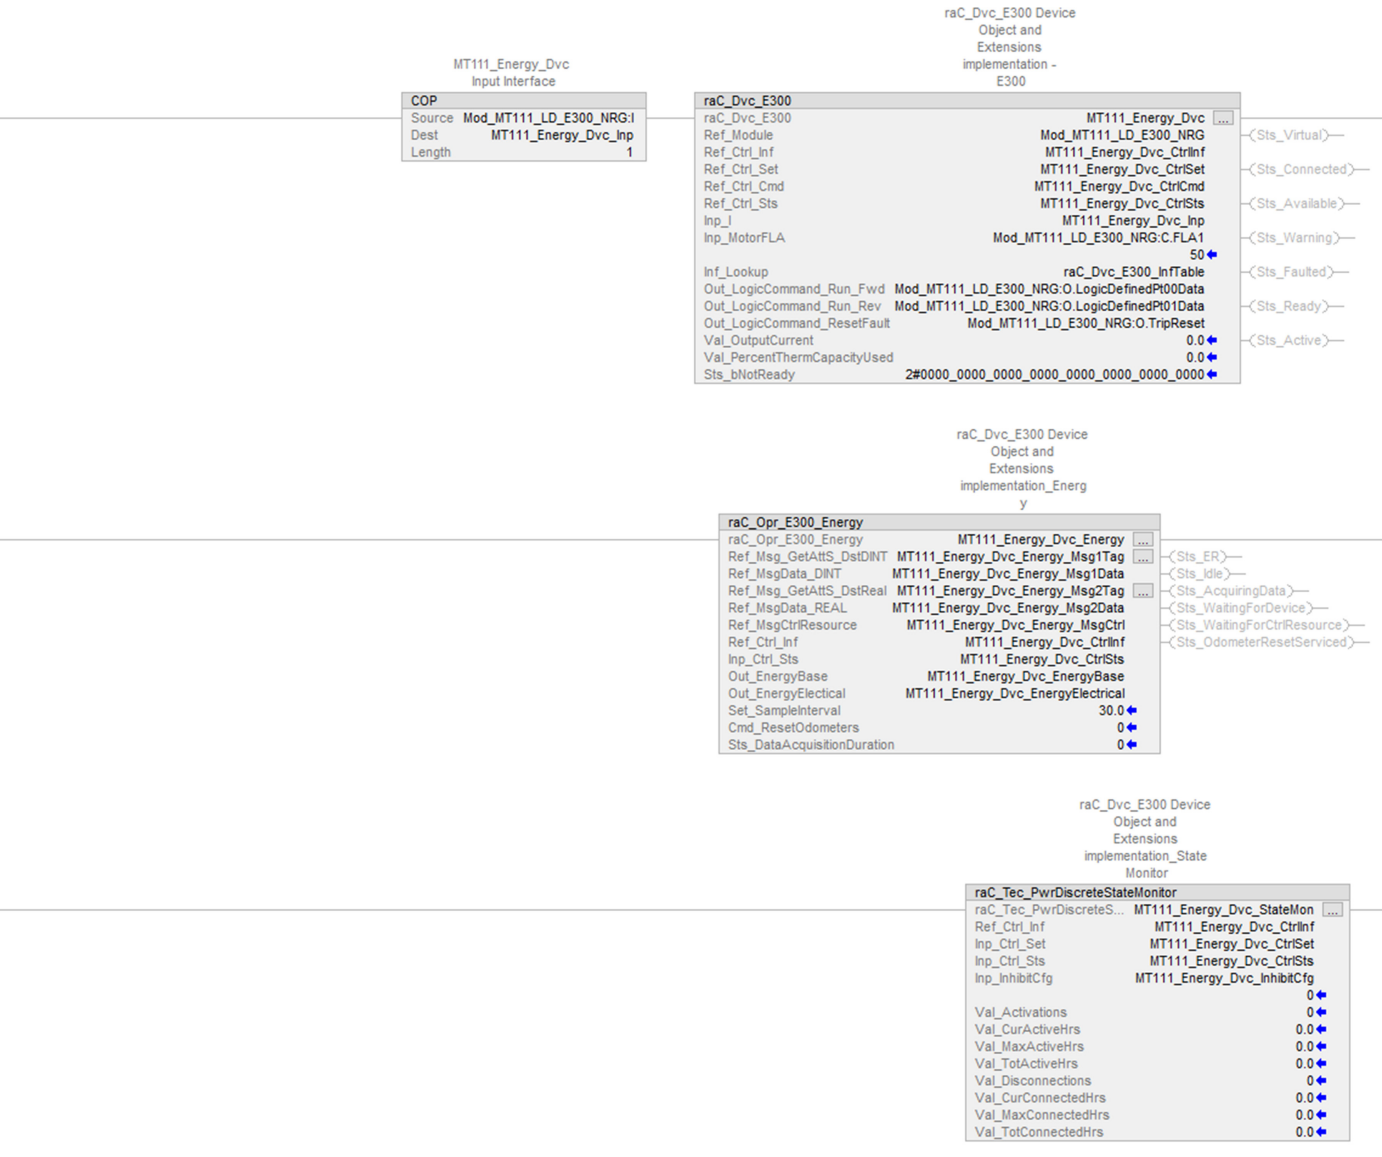 raC_Dvc_E300 Device
Object and
Extensions
implementation -
E300
MT111_Energy_Dvc
Input Interface
COP
Source Mod_MT111_LD_E300_NRG:I
Dest MT111_Energy_Dvc_Inp
Length 1
raC_Dvc_E300
raC_Dvc_E300 MT111_Energy_Dvc ...
Ref_Module Mod_MT111_LD_E300_NRG (Sts_Virtual)
Ref_Ctrl_Inf MT111_Energy_Dvc_CtrlInf
Ref_Ctrl_Set MT111_Energy_Dvc_CtrlSet (Sts_Connected)
Ref_Ctrl_Cmd MT111_Energy_Dvc_CtrlCmd
Ref_Ctrl_Sts MT111_Energy_Dvc_CtrlSts (Sts_Available)
Inp_I MT111_Energy_Dvc_Inp
Inp_MotorFLA Mod_MT111_LD_E300_NRG:C.FLA1 (Sts_Warning)
50
Inf_Lookup raC_Dvc_E300_InfTable (Sts_Faulted)
Out_LogicCommand_Run_Fwd Mod_MT111_LD_E300_NRG:O.LogicDefinedPt00Data
Out_LogicCommand_Run_Rev Mod_MT111_LD_E300_NRG:O.LogicDefinedPt01Data (Sts_Ready)
Out_LogicCommand_ResetFault Mod_MT111_LD_E300_NRG:O.TripReset
Val_OutputCurrent 0.0 (Sts_Active)
Val_PercentThermCapacityUsed 0.0
Sts_bNotReady 2#0000_0000_0000_0000_0000_0000_0000_0000
raC_Dvc_E300 Device
Object and
Extensions
implementation_Energ
y
raC_Opr_E300_Energy
raC_Opr_E300_Energy MT111_Energy_Dvc_Energy ...
Ref_Msg_GetAttS_DstDINT MT111_Energy_Dvc_Energy_Msg1Tag ... (Sts_ER)
Ref_MsgData_DINT MT111_Energy_Dvc_Energy_Msg1Data (Sts_Idle)
Ref_Msg_GetAttS_DstReal MT111_Energy_Dvc_Energy_Msg2Tag ... (Sts_AcquiringData)
Ref_MsgData_REAL MT111_Energy_Dvc_Energy_Msg2Data (Sts_WaitingForDevice)
Ref_MsgCtrlResource MT111_Energy_Dvc_Energy_MsgCtrl (Sts_WaitingForCtrlResource)
Ref_Ctrl_Inf MT111_Energy_Dvc_CtrlInf (Sts_OdometerResetServiced)
Inp_Ctrl_Sts MT111_Energy_Dvc_CtrlSts
Out_EnergyBase MT111_Energy_Dvc_EnergyBase
Out_EnergyElectical MT111_Energy_Dvc_EnergyElectrical
Set_SampleInterval 30.0
Cmd_ResetOdometers 0
Sts_DataAcquisitionDuration 0
raC_Dvc_E300 Device
Object and
Extensions
implementation_State
Monitor
raC_Tec_PwrDiscreteStateMonitor
raC_Tec_PwrDiscreteS... MT111_Energy_Dvc_StateMon ...
Ref_Ctrl_Inf MT111_Energy_Dvc_CtrlInf
Inp_Ctrl_Set MT111_Energy_Dvc_CtrlSet
Inp_Ctrl_Sts MT111_Energy_Dvc_CtrlSts
Inp_InhibitCfg MT111_Energy_Dvc_InhibitCfg
0
Val_Activations 0
Val_CurActiveHrs 0.0
Val_MaxActiveHrs 0.0
Val_TotActiveHrs 0.0
Val_Disconnections 0
Val_CurConnectedHrs 0.0
Val_MaxConnectedHrs 0.0
Val_TotConnectedHrs 0.0